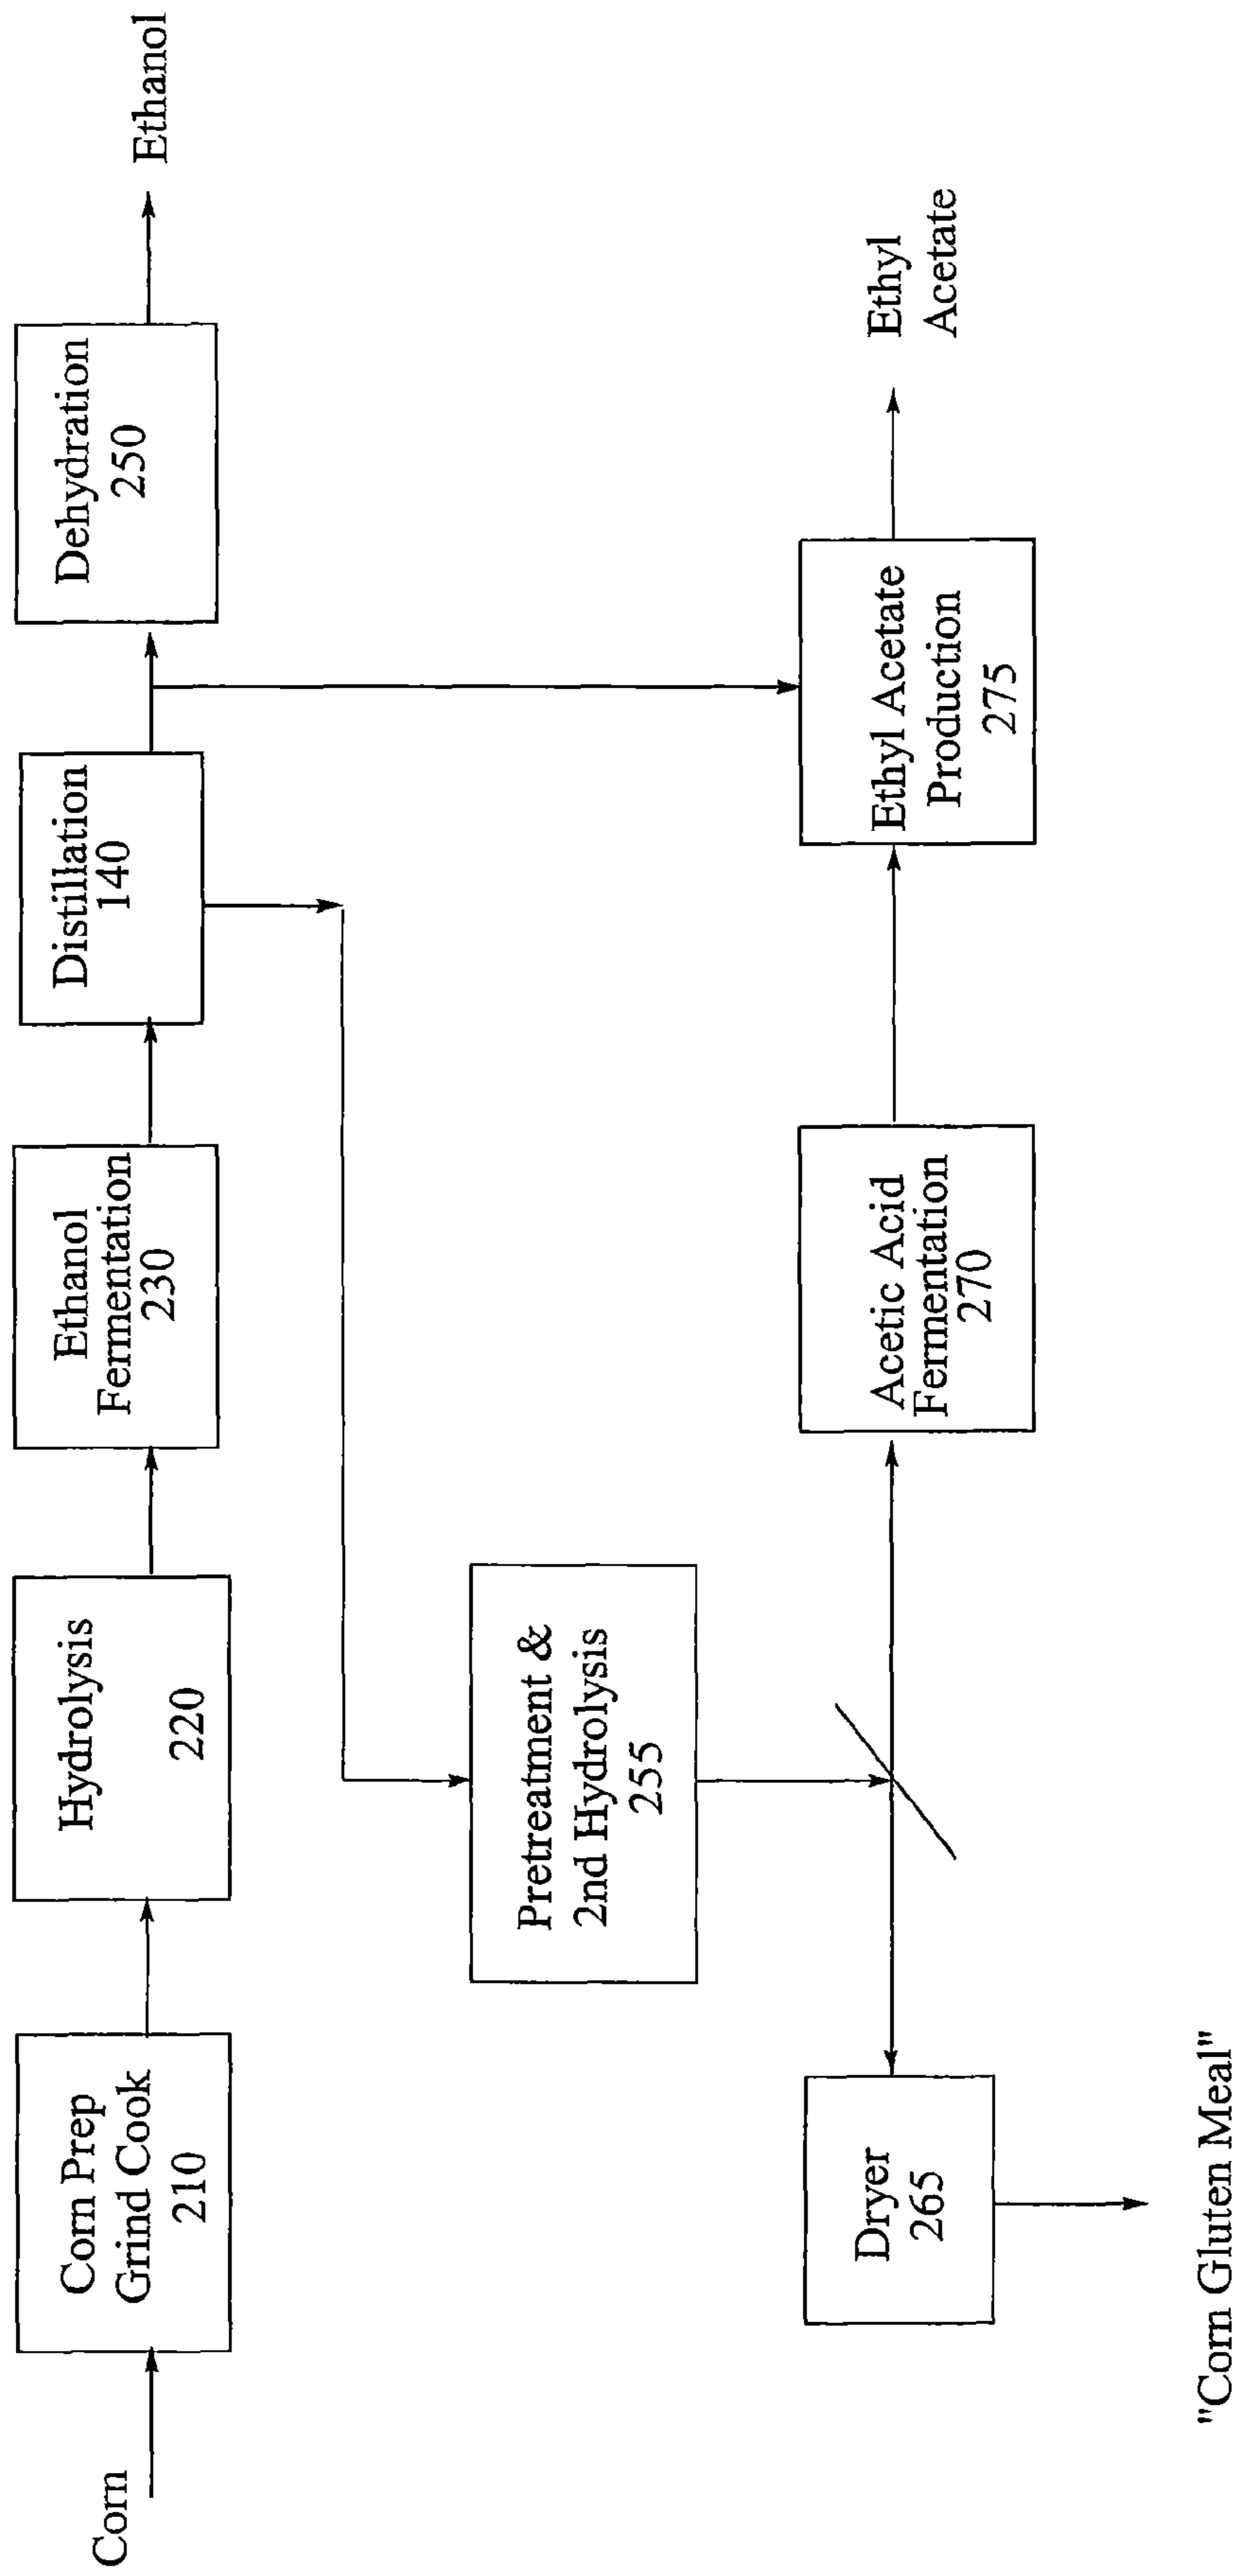 Corn
Corn Prep
Grind Cook
210
Hydrolysis
220
Ethanol
Fermentation
230
Distillation
140
Dehydration
250
Ethanol
Pretreatment &
2nd Hydrolysis
255
Dryer
265
"Corn Gluten Meal"
Acetic Acid
Fermentation
270
Ethyl Acetate
Production
275
Ethyl
Acetate